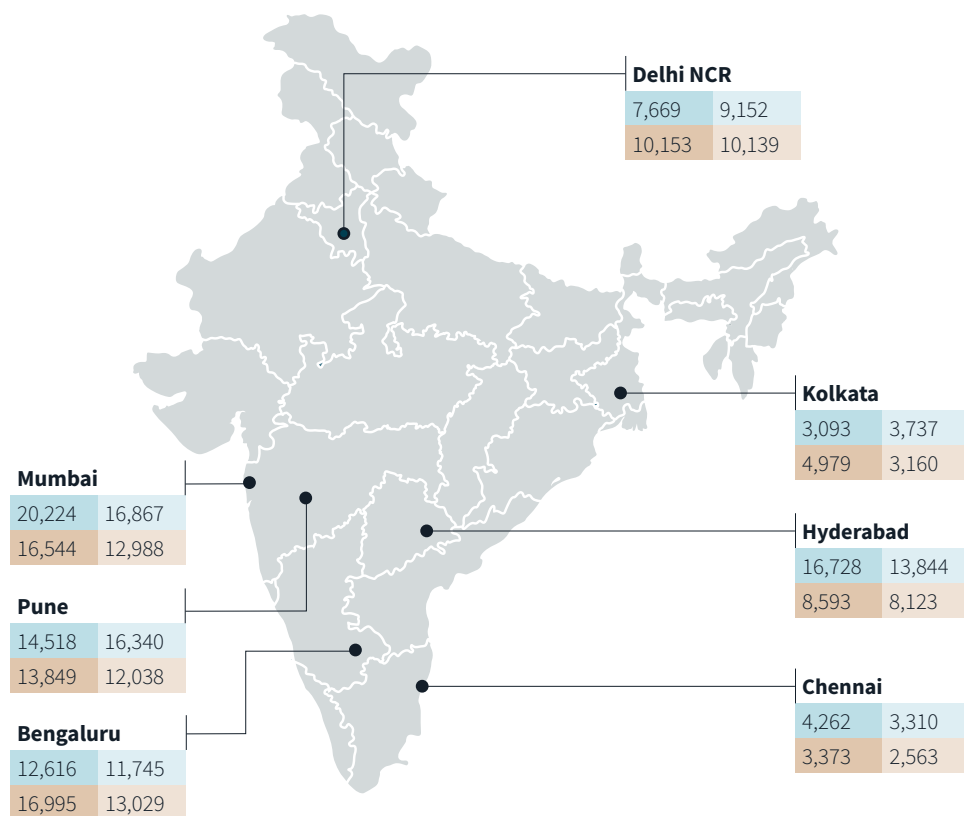 Delhi NCR
7,669 9,152
10,153 10,139
Kolkata
3,093 3,737
4,979 3,160
Mumbai
20,224 16,867
16,544 12,988
Hyderabad
16,728 13,844
8,593 8,123
Pune
14,518 16,340
13,849 12,038
Chennai
4,262 3,310
3,373 2,563
Bengaluru
12,616 11,745
16,995 13,029